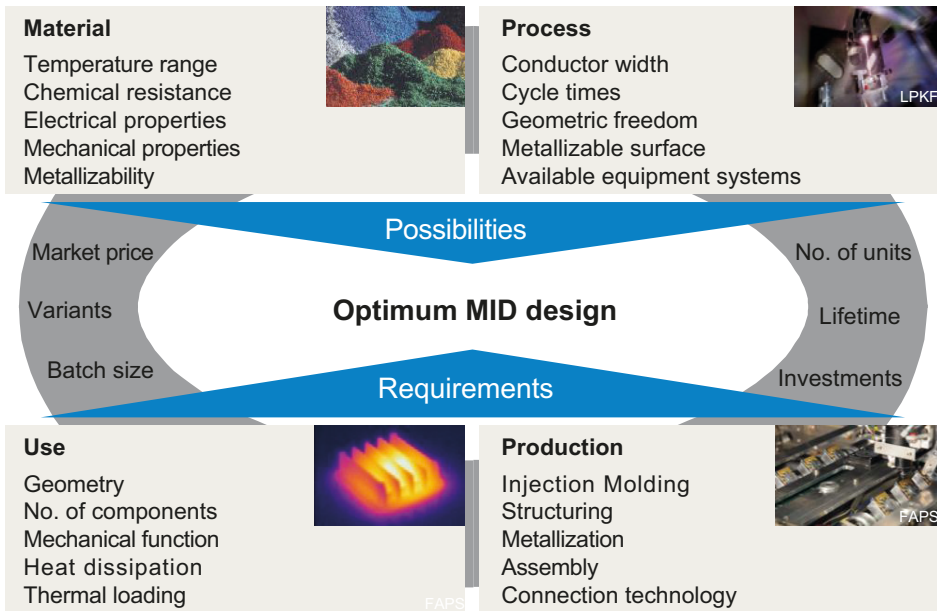 Material
Temperature range
Chemical resistance
Electrical properties
Mechanical properties
Metallizability
Process
Conductor width
Cycle times
Geometric freedom
Metallizable surface
Available equipment systems
LPKF
Possibilities
Market price
Variants
Batch size
Optimum MID design
No. of units
Lifetime
Investments
Requirements
Use
Geometry
No. of components
Mechanical function
Heat dissipation
Thermal loading
FAPS
Production
Injection Molding
Structuring
Metallization
Assembly
Connection technology
FAPS